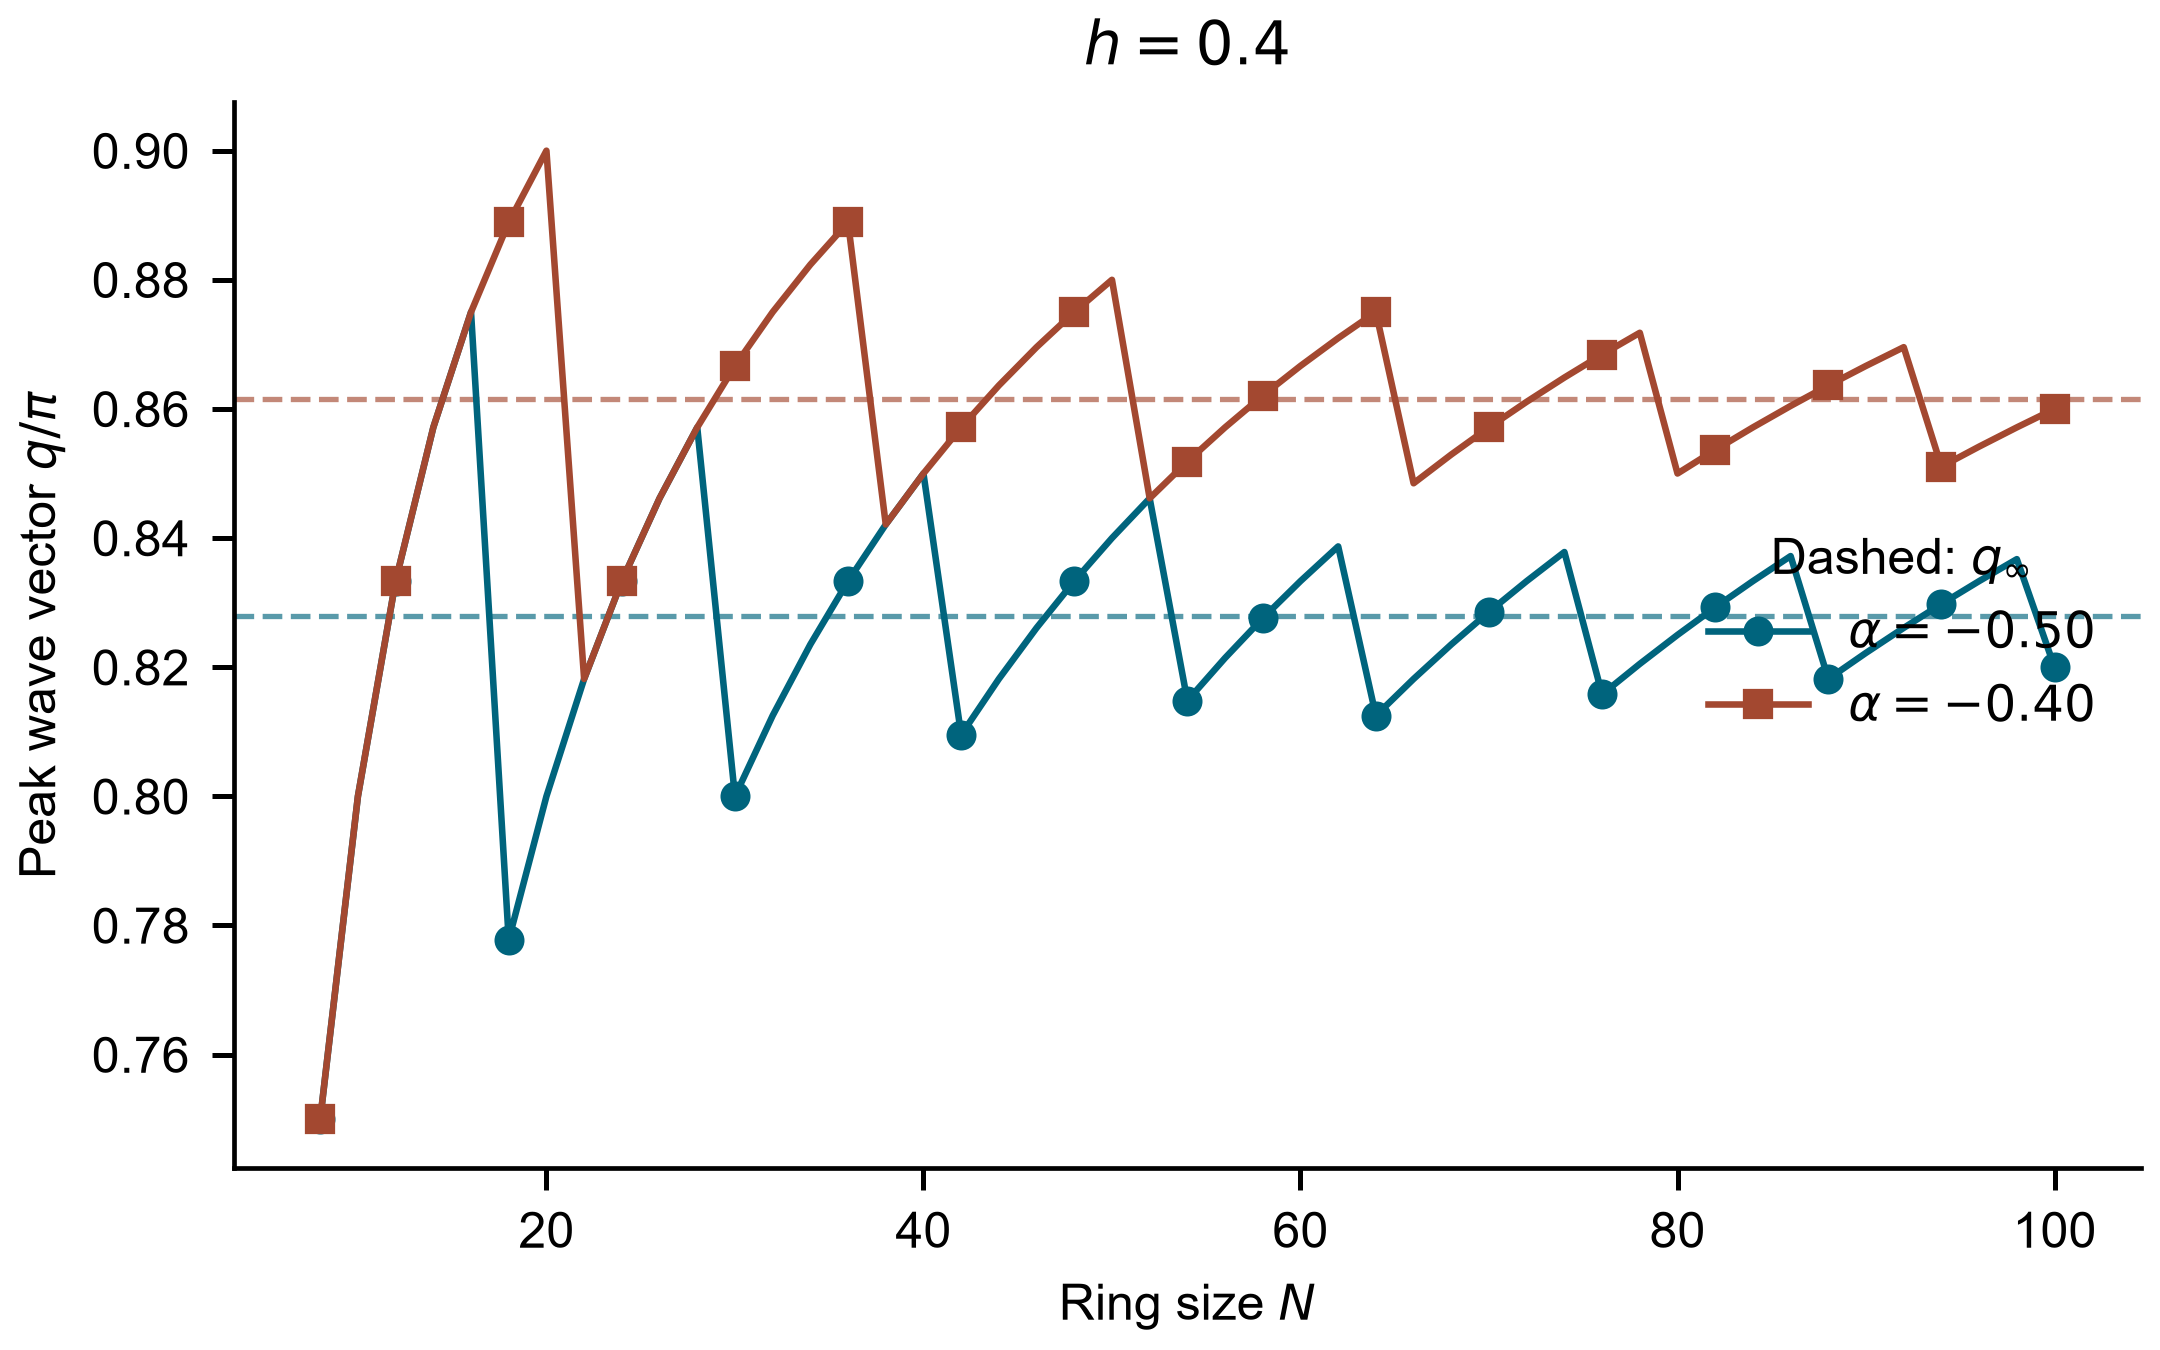 h = 0.4
Peak wave vector q/π
0.90
0.88
0.86
0.84
0.82
0.80
0.78
0.76
Dashed: q∞
α = −0.50
α = −0.40
20
40
60
80
100
Ring size N